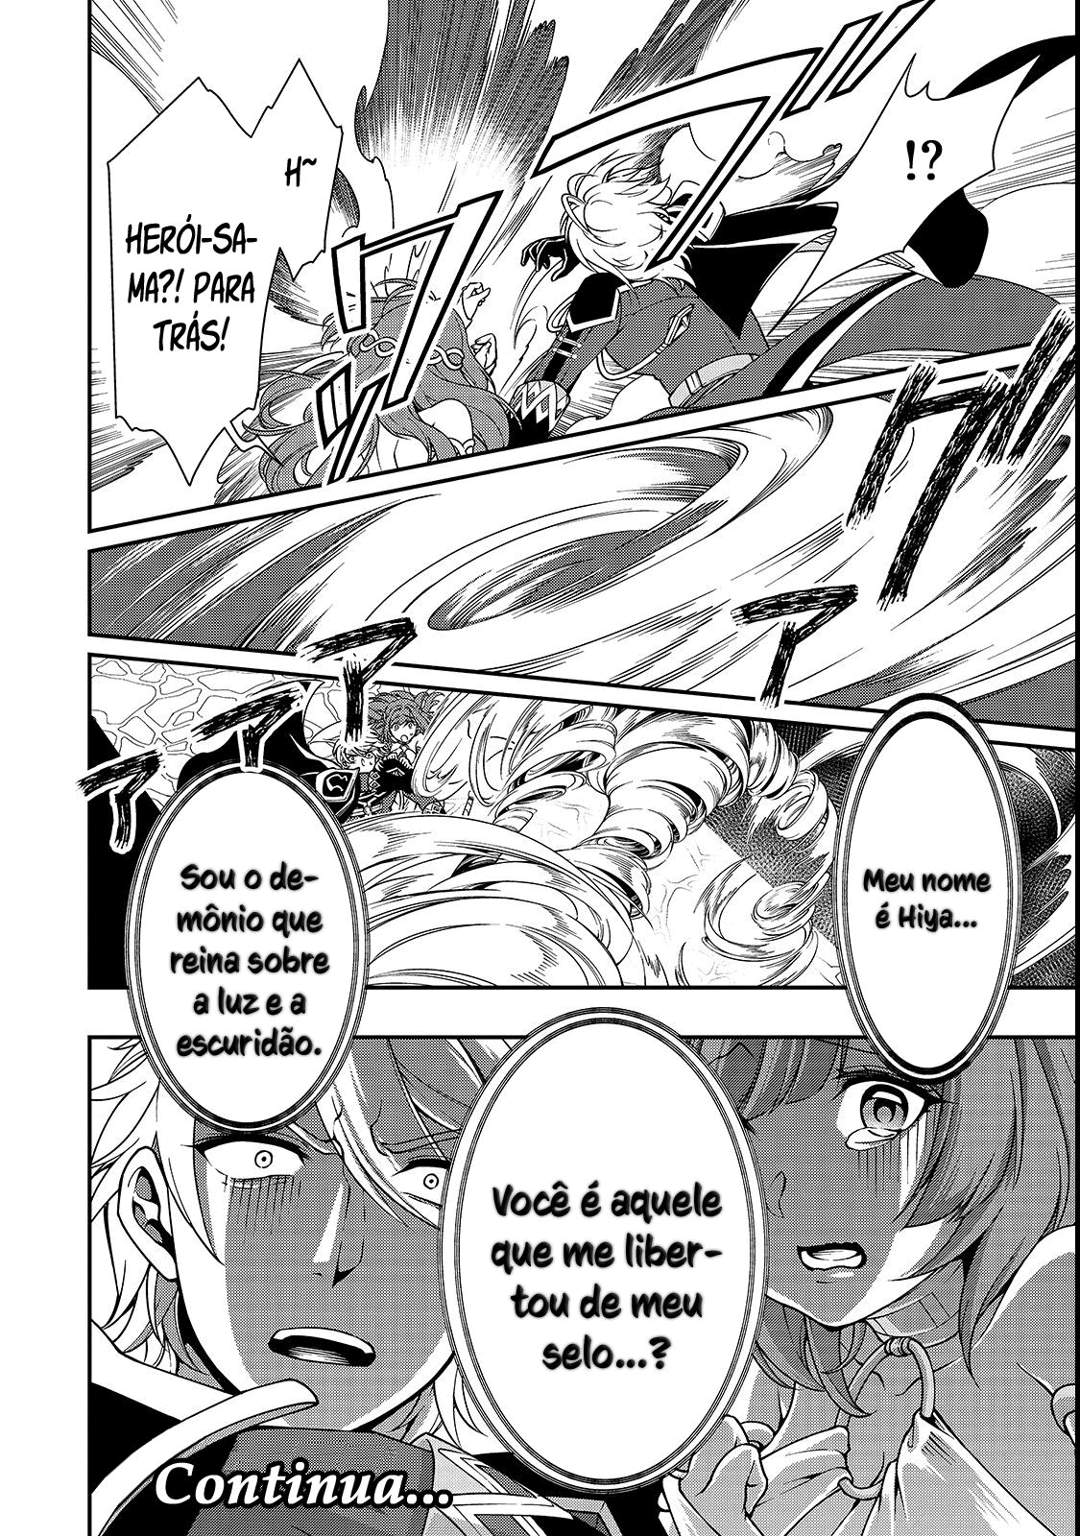 !?
H~
HERÓI-SA-
MA?! PARA
TRÁS!
Meu nome
é Hiya...
Sou o de-
mônio que
reina sobre
a luz e a
escuridão.
Você é aquele
que me liber-
tou de meu
selo...?
Continua...